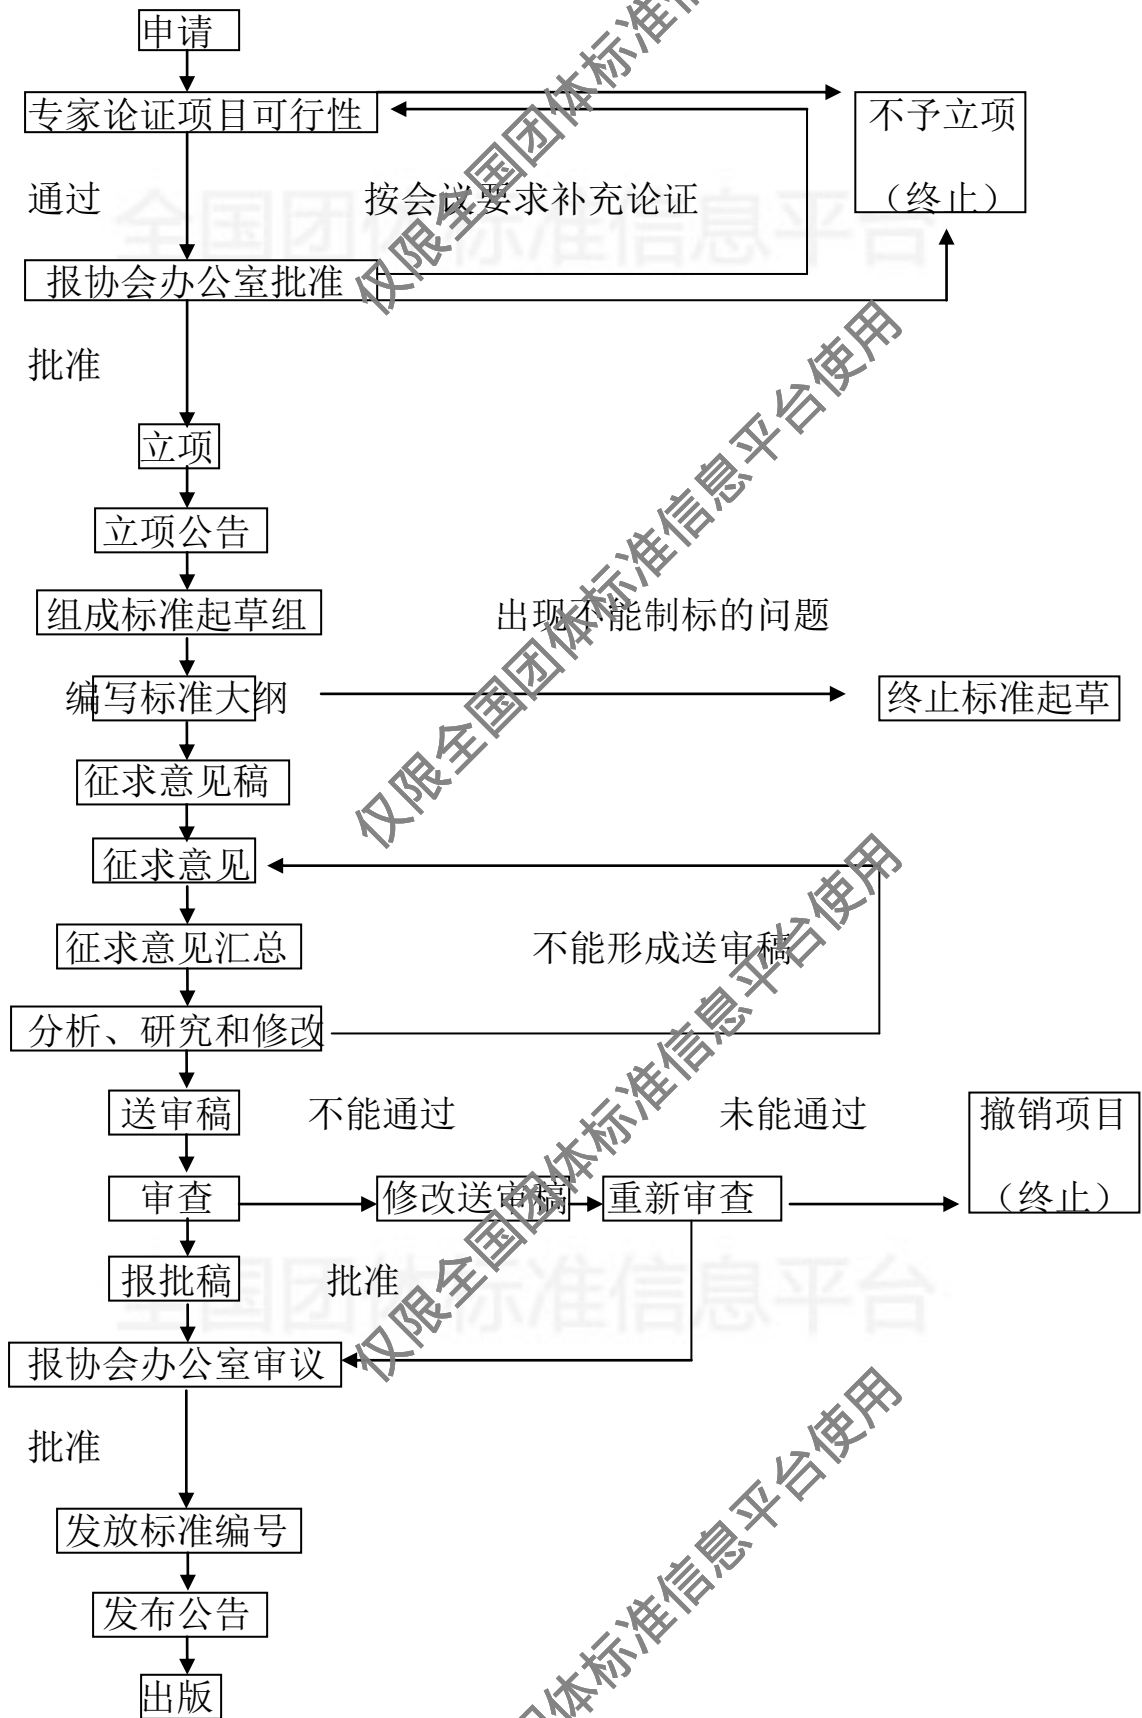 申请
专家论证项目可行性
不予立项
（终止）
通过
按会议要求补充论证
报协会办公室批准
批准
立项
立项公告
组成标准起草组
出现不能制标的问题
编写标准大纲
终止标准起草
征求意见稿
征求意见
征求意见汇总
不能形成送审稿
分析、研究和修改
送审稿
不能通过
未能通过
撤销项目
（终止）
审查
修改送审稿
重新审查
报批稿
批准
报协会办公室审议
批准
发放标准编号
发布公告
出版
全国团体标准信息平台
全国团体标准信息平台
仅限全国团体标准信
仅限全国团体标准信息平台使用
仅限全国团体标准信息平台使用
团体标准信息平台使用